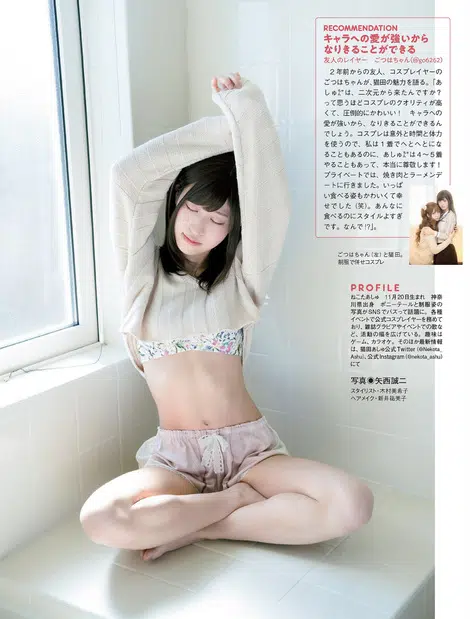 RECOMMENDATION
キャラへの愛が強いから
なりきることができる
友人のレイヤー ごつはちゃん(@go6262)
2年前からの友人、コスプレイヤーの
ごつはちゃんが、猫田の魅力を語る。「あ
しゅ㌔は、二次元から来たんですか?
って思うほどコスプレのクオリティが高
くて、圧倒的にかわいい! キャラへの
愛が強いから、なりきることができるん
でしょう。コスプレは意外と時間と体力
を使うので、私は1着でへとへとにな
ることもあるのに、あしゅ㌔は4〜5着
やることもあって、本当に尊敬します!
プライベートでは、焼き肉とラーメンデ
ートに行きました。いっぱ
い食べる姿もかわいくて幸
せでした(笑)。あんなに
食べるのにスタイルよすぎ
です。なんで!?」
ごつはちゃん(左)と猫田。
制服で併せコスプレ
PROFILE
ねこたあしゅ 11月20日生まれ 神奈
川県出身 ポニーテールと制服姿の
写真がSNSでバズって話題に。各種
イベントで公式コスプレイヤーを務めて
おり、雑誌グラビアやイベントでの歌な
ど、活動の幅を広げている。趣味は
ゲーム、カラオケ。そのほか最新情報
は、猫田あしゅ公式Twitter(@Nekota_
Ashu)、公式Instagram(@nekota_ashu)
にて
写真◉矢西誠二
スタイリスト・木村美希子
ヘアメイク・新井祐美子